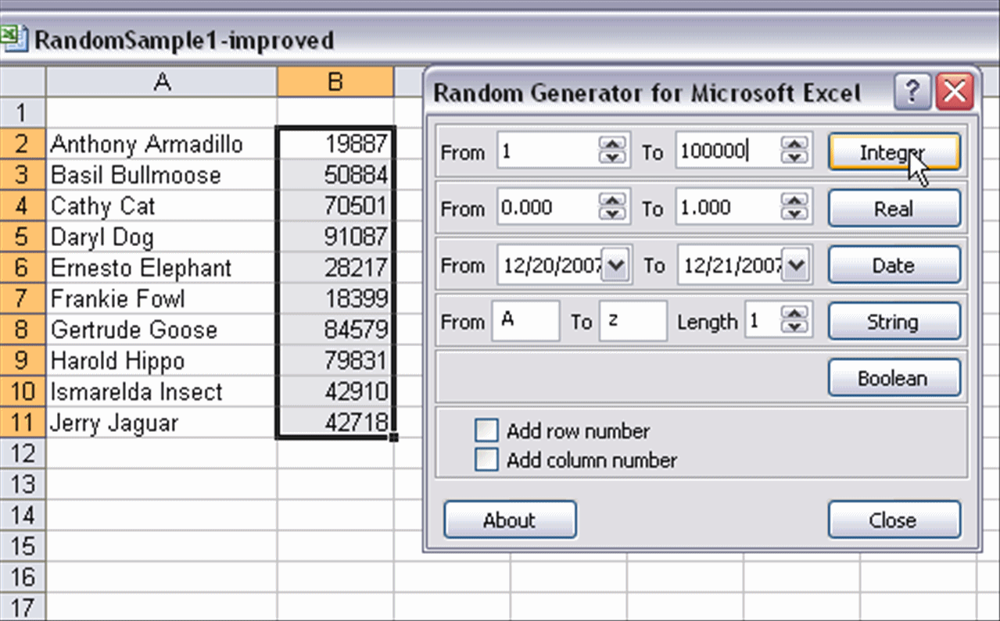 RandomSample1-improved
A B
1
2 Anthony Armadillo 19887
3 Basil Bullmoose 50884
4 Cathy Cat 70501
5 Daryl Dog 91087
6 Ernesto Elephant 28217
7 Frankie Fowl 18399
8 Gertrude Goose 84579
9 Harold Hippo 79831
10 Ismarelda Insect 42910
11 Jerry Jaguar 42718
12
13
14
15
16
17
Random Generator for Microsoft Excel ?
From 1 To 100000 Integer
From 0.000 To 1.000 Real
From 12/20/2007 To 12/21/2007 Date
From A To z Length 1 String
Boolean
Add row number
Add column number
About Close